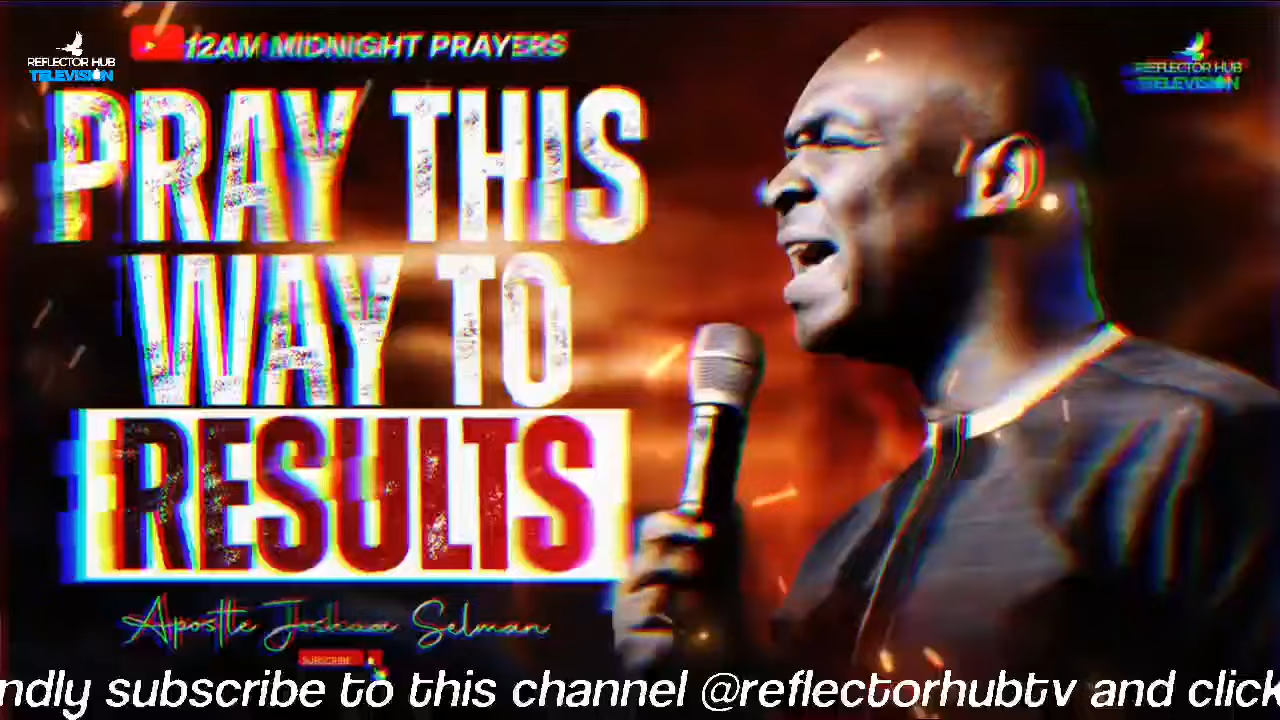 12AM MIDNIGHT PRAYERS
REFLECTOR HUB
TELEVISION
REFLECTOR HUB
TELEVISION
PRAY THIS
WAY TO
RESULTS
Apostle Joshua Selman
SUBSCRIBE
ndly subscribe to this channel @reflectorhubtv and click